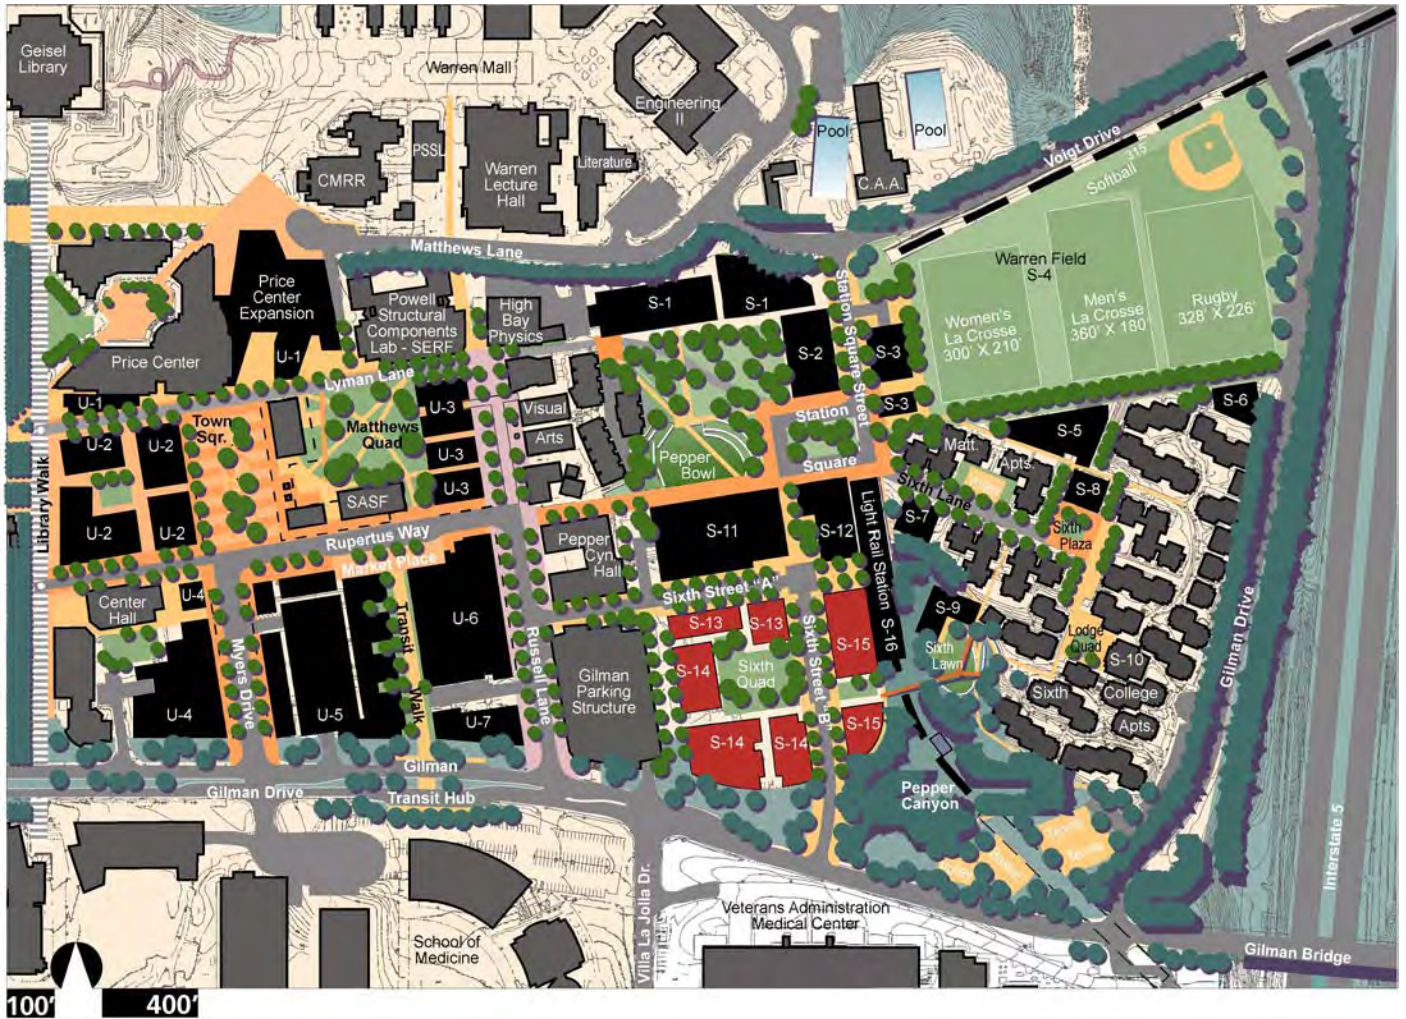 Geisel
Library
Warren Mall
Engineering
II
Pool
Pool
Voigt Drive
315'
Softball
PSSL
CMRR
Warren
Lecture
Hall
Literature
C.A.A.
Matthews Lane
Price
Center
Expansion
Powell
Structural
Components
Lab - SERF
High
Bay
Physics
S-1
S-1
Station Square Street
Warren Field
S-4
Women's
La Crosse
300' X 210'
Men's
La Crosse
360' X 180'
Rugby
328' X 226'
Price Center
U-1
Lyman Lane
S-2
S-3
U-1
Town
Sqr.
Matthews
Quad
U-3
Visual
Arts
Station
Square
S-3
S-6
S-5
U-2
U-2
U-3
Pepper
Bowl
Matt.
Apts.
U-3
SASF
Sixth Lane
S-8
Library Walk
U-2
U-2
Rupertus Way
Market Place
S-11
S-12
Light Rail Station S-16
S-7
Sixth
Plaza
Pepper
Cyn.
Hall
Center
Hall
U-4
Sixth Street "A"
Transit
Walk
U-6
S-13
S-13
S-9
Gilman Drive
Myers Drive
Russell Lane
Sixth Street "B"
S-15
Sixth
Lawn
Lodge
Quad
S-10
S-14
Sixth
Quad
Gilman
Parking
Structure
Sixth
College
Apts.
U-4
U-5
U-7
S-14
S-14
S-15
Gilman
Transit Hub
Gilman Drive
Pepper
Canyon
Interstate 5
Villa La Jolla Dr.
Veterans Administration
Medical Center
School of
Medicine
Gilman Bridge
100'
400'